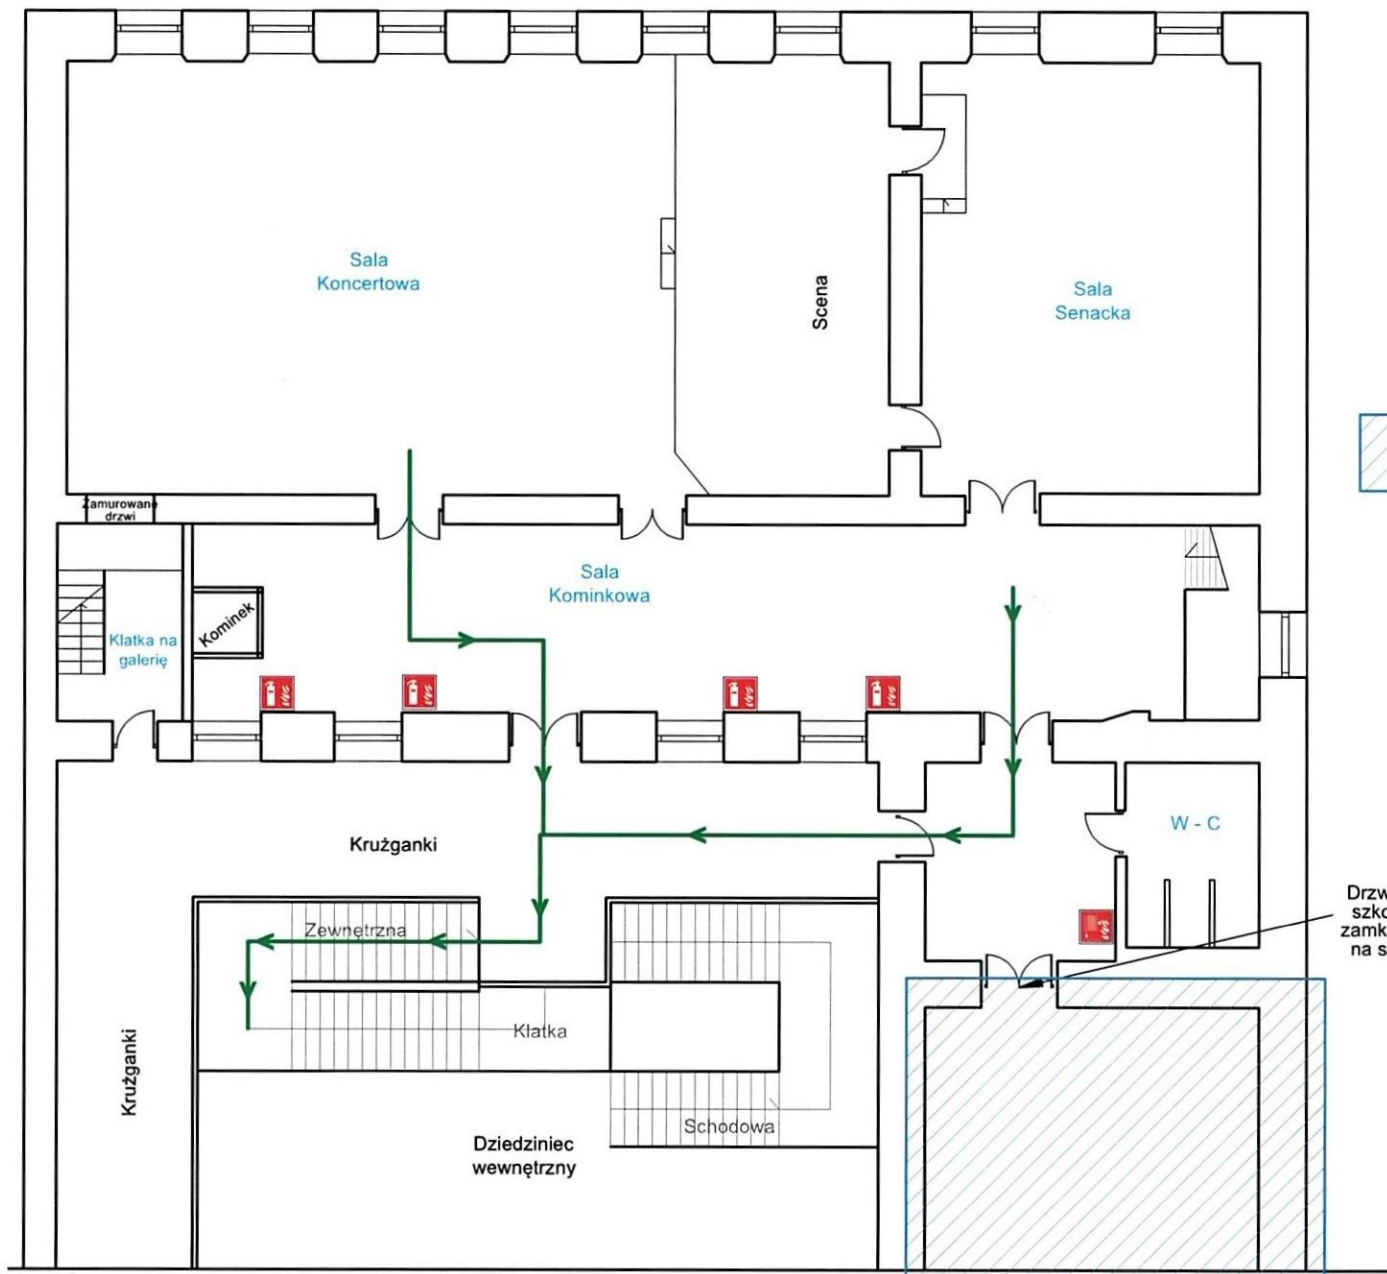 Sala
Koncertowa
Scena
Sala
Senacka
Zamurowane
drzwi
Sala
Kominkowa
Klatka na
galerię
Kominek
W - C
Krużganki
Zewnętrzna
Klatka
Krużganki
Schodowa
Dziedziniec
wewnętrzny
na s